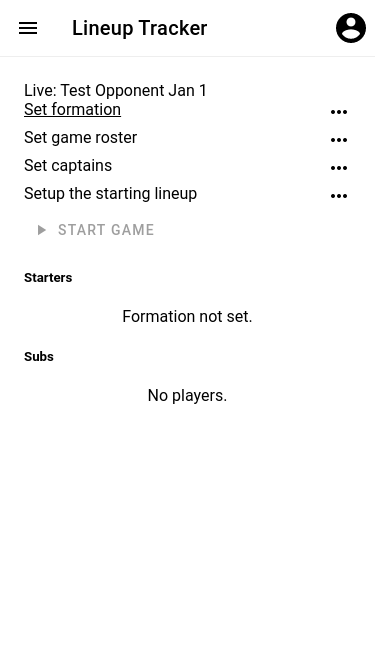 Lineup Tracker
Live: Test Opponent Jan 1
Set formation
Set game roster
Set captains
Setup the starting lineup
START GAME
Starters
Formation not set.
Subs
No players.